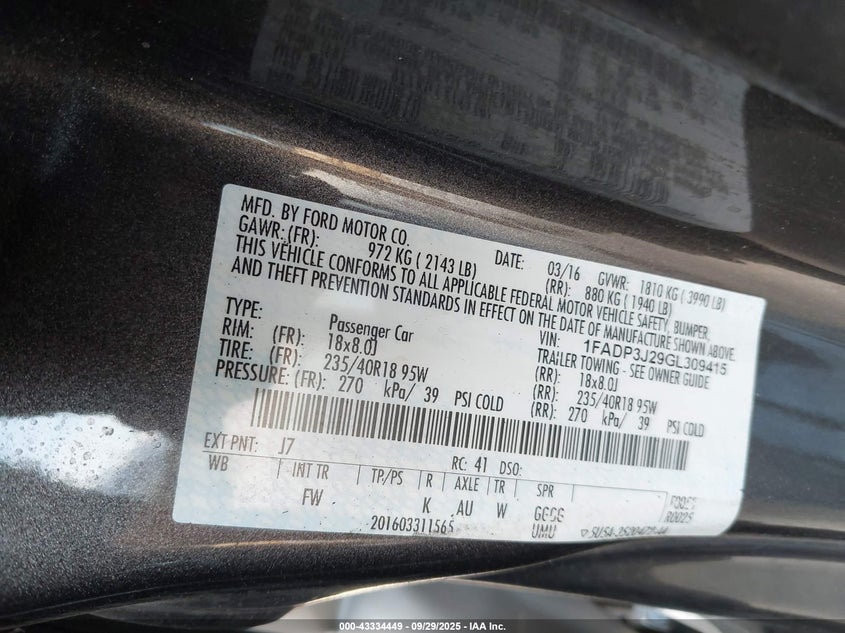 MFD. BY FORD MOTOR CO. DATE: 03/16 GVWR: 1810 KG ( 3990 LB)
GAWR: (FR): 972 KG ( 2143 LB) (RR): 880 KG ( 1940 LB)
THIS VEHICLE CONFORMS TO ALL APPLICABLE FEDERAL MOTOR VEHICLE SAFETY, BUMPER,
AND THEFT PREVENTION STANDARDS IN EFFECT ON THE DATE OF MANUFACTURE SHOWN ABOVE.
VIN: 1FADP3J29GL309415
TYPE: Passenger Car TRAILER TOWING - SEE OWNER GUIDE
RIM: (FR): 18x8.0J (RR): 18x8.0J
TIRE: (FR): 235/40R18 95W (RR): 235/40R18 95W
PRESSURE: (FR): 270 kPa/ 39 PSI COLD (RR): 270 kPa/ 39 PSI COLD
EXT PNT: J7 RC: 41 DSO:
WB INT TR TP/PS R AXLE TR SPR
FW K AU W GGGG
UMU
201603311565
000-43334449 - 09/29/2025 - IAA Inc.